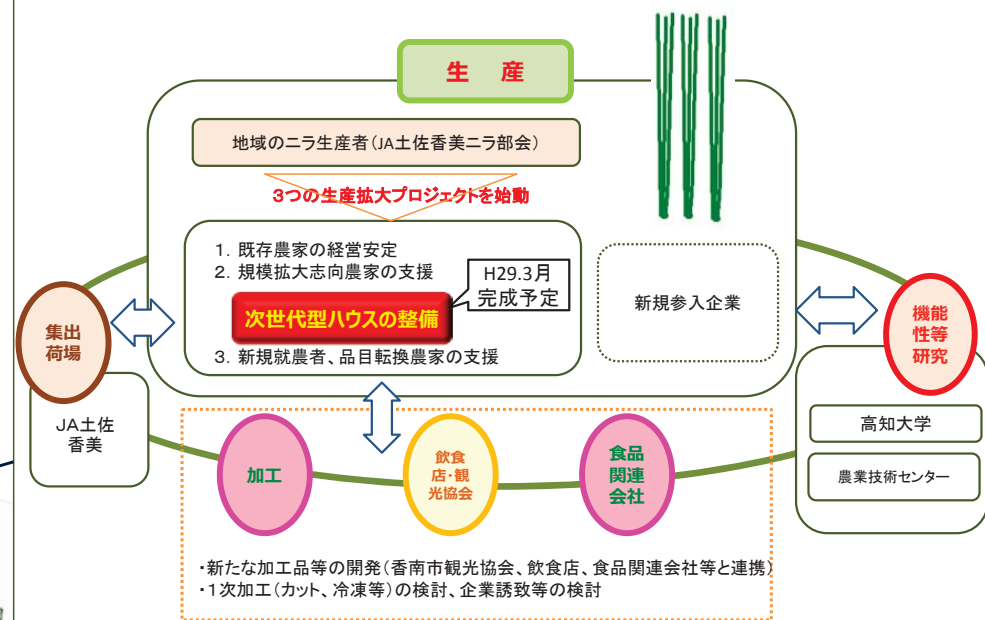 生 産
地域のニラ生産者(JA土佐香美ニラ部会)
3つの生産拡大プロジェクトを始動
1. 既存農家の経営安定
2. 規模拡大志向農家の支援
H29.3月
完成予定
次世代型ハウスの整備
3. 新規就農者、品目転換農家の支援
新規参入企業
集出
荷場
JA土佐
香美
機能
性等
研究
高知大学
農業技術センター
加工
飲食
店・観
光協会
食品
関連
会社
・新たな加工品等の開発(香南市観光協会、飲食店、食品関連会社等と連携)
・1次加工(カット、冷凍等)の検討、企業誘致等の検討